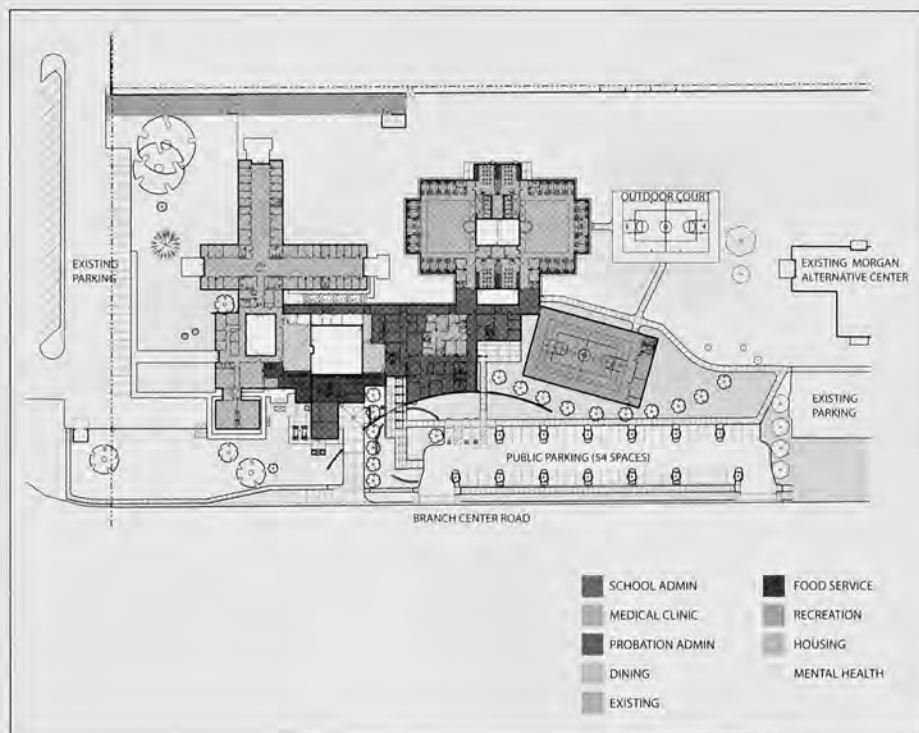 OUTDOOR COURT
EXISTING
PARKING
EXISTING MORGAN
ALTERNATIVE CENTER
EXISTING
PARKING
PUBLIC PARKING (54 SPACES)
BRANCH CENTER ROAD
SCHOOL ADMIN
MEDICAL CLINIC
PROBATION ADMIN
DINING
EXISTING
FOOD SERVICE
RECREATION
HOUSING
MENTAL HEALTH